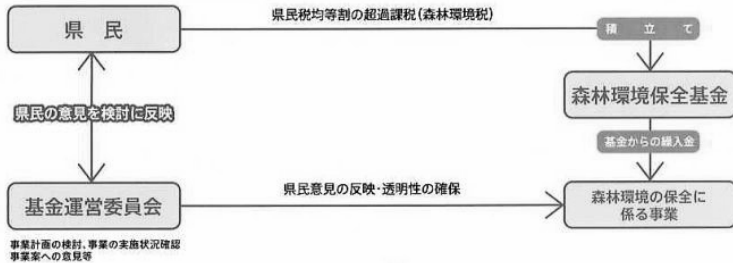 県民税均等割の超過課税(森林環境税)
県 民
積 立 て
森林環境保全基金
県民の意見を検討に反映
基金からの繰入金
県民意見の反映・透明性の確保
基金運営委員会
森林環境の保全に
係る事業
事業計画の検討、事業の実施状況確認
事業案への意見等